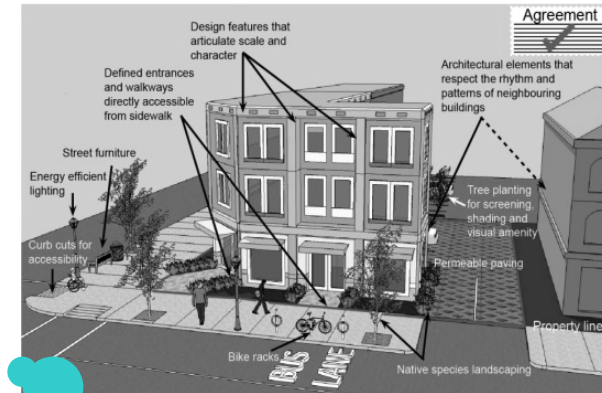 Agreement
Design features that
articulate scale and
character
Architectural elements that
respect the rhythm and
patterns of neighbouring
buildings
Defined entrances
and walkways
directly accessible
from sidewalk
Street furniture
Energy efficient
lighting
Curb cuts for
accessibility
Tree planting
for screening,
shading and
visual amenity
Permeable paving
Property line
Bike racks
BUS
LANE
Native species landscaping